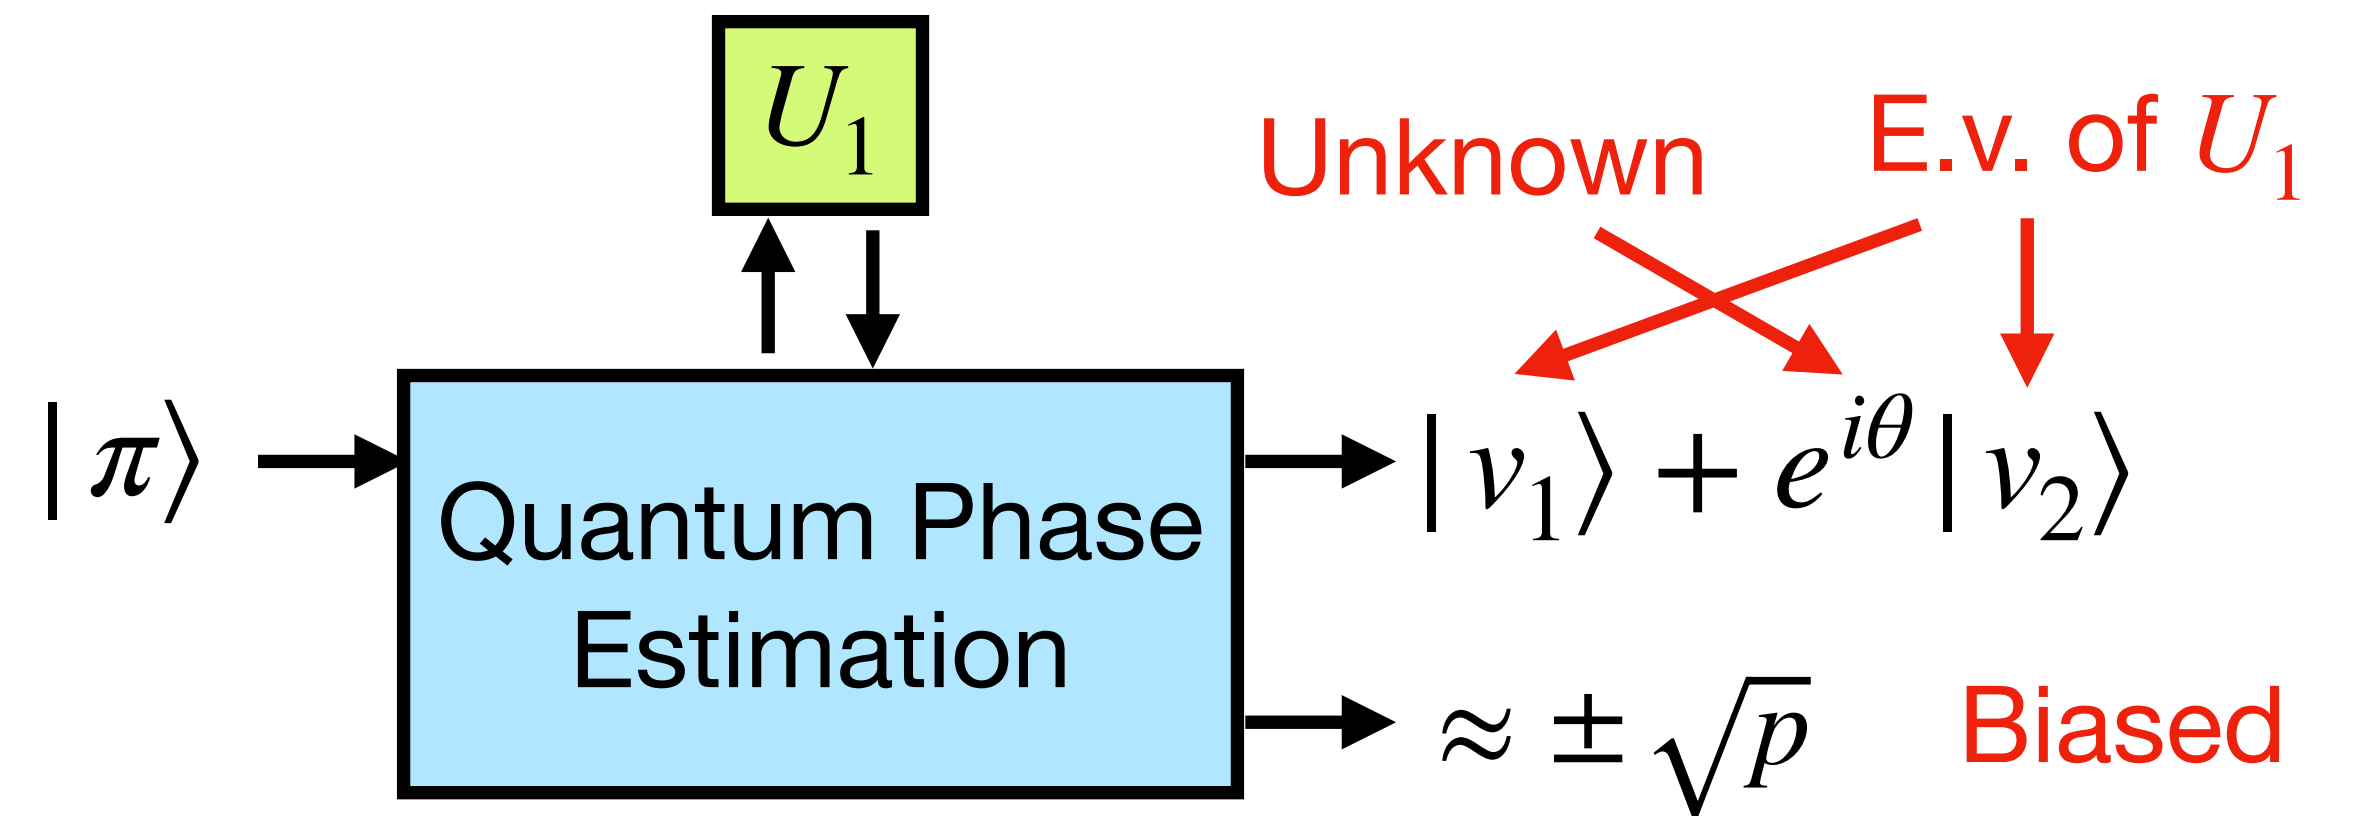 U₁
Unknown
E.v. of U₁
|π⟩
Quantum Phase
Estimation
|v₁⟩ + e^{iθ}|v₂⟩
≈ ± √p
Biased